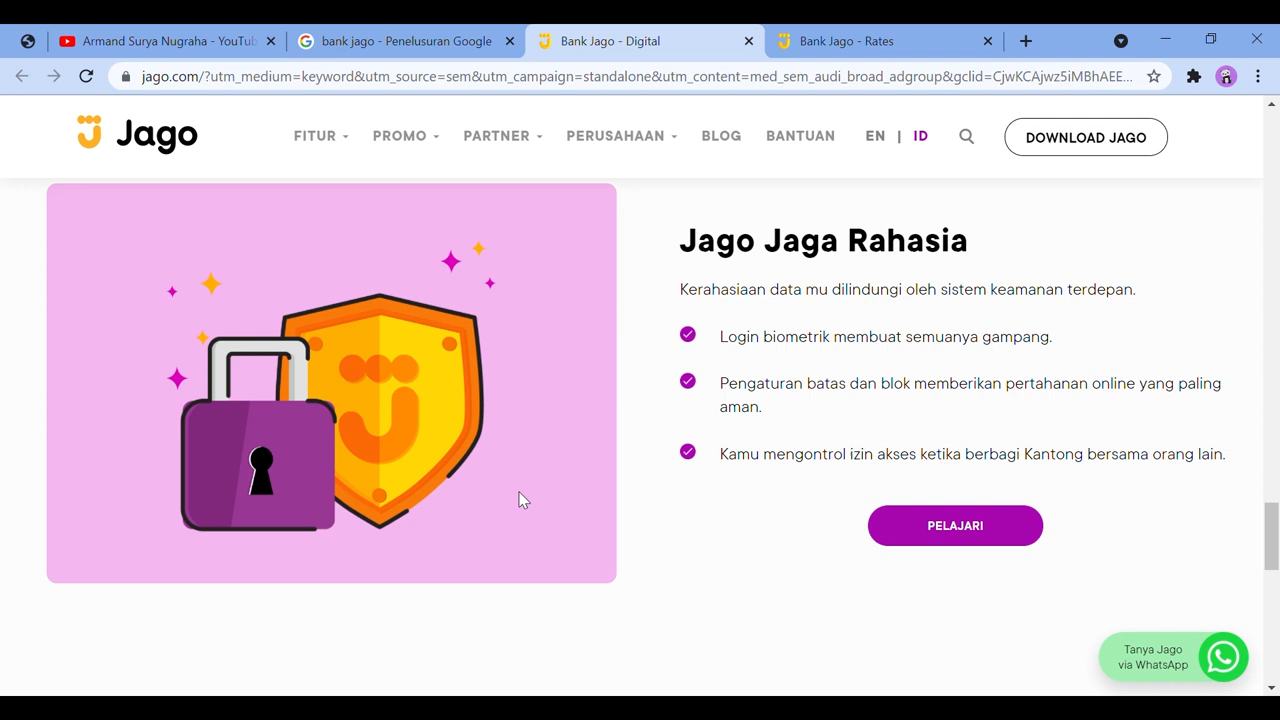 Armand Surya Nugraha - YouTub
bank jago - Penelusuran Google
Bank Jago - Digital
Bank Jago - Rates
jago.com/?utm_medium=keyword&utm_source=sem&utm_campaign=standalone&utm_content=med_sem_audi_broad_adgroup&gclid=CjwKCAjwz5iMBhAEE...
Jago
FITUR
PROMO
PARTNER
PERUSAHAAN
BLOG
BANTUAN
EN | ID
DOWNLOAD JAGO
Jago Jaga Rahasia
Kerahasiaan data mu dilindungi oleh sistem keamanan terdepan.
Login biometrik membuat semuanya gampang.
Pengaturan batas dan blok memberikan pertahanan online yang paling
aman.
Kamu mengontrol izin akses ketika berbagi Kantong bersama orang lain.
PELAJARI
Tanya Jago
via WhatsApp